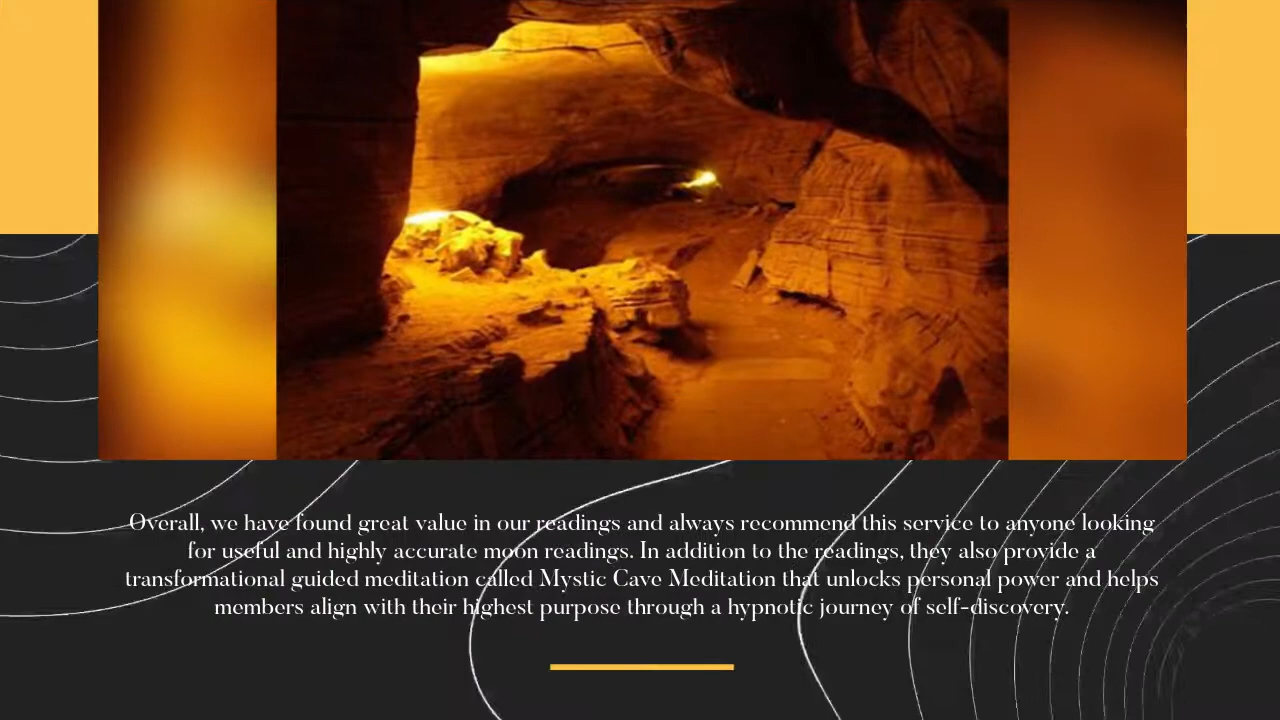 Overall, we have found great value in our readings and always recommend this service to anyone looking
for useful and highly accurate moon readings. In addition to the readings, they also provide a
transformational guided meditation called Mystic Cave Meditation that unlocks personal power and helps
members align with their highest purpose through a hypnotic journey of self-discovery.